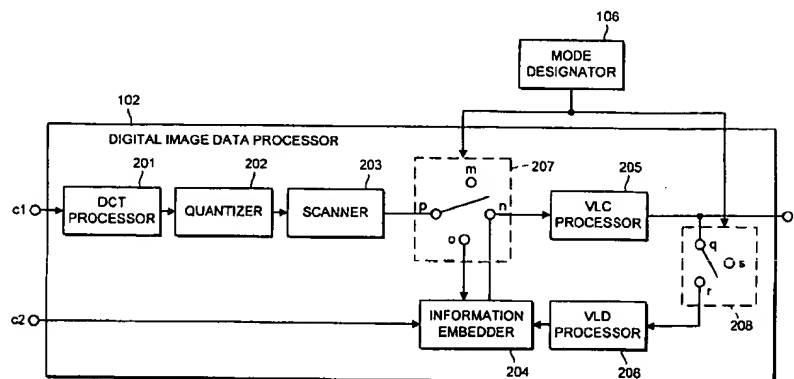 106
MODE
DESIGNATOR
102
DIGITAL IMAGE DATA PROCESSOR
201
202
203
m
207
205
c1
DCT
PROCESSOR
QUANTIZER
SCANNER
p
n
VLC
PROCESSOR
o
q
s
r
c2
INFORMATION
EMBEDDER
VLD
PROCESSOR
208
204
206